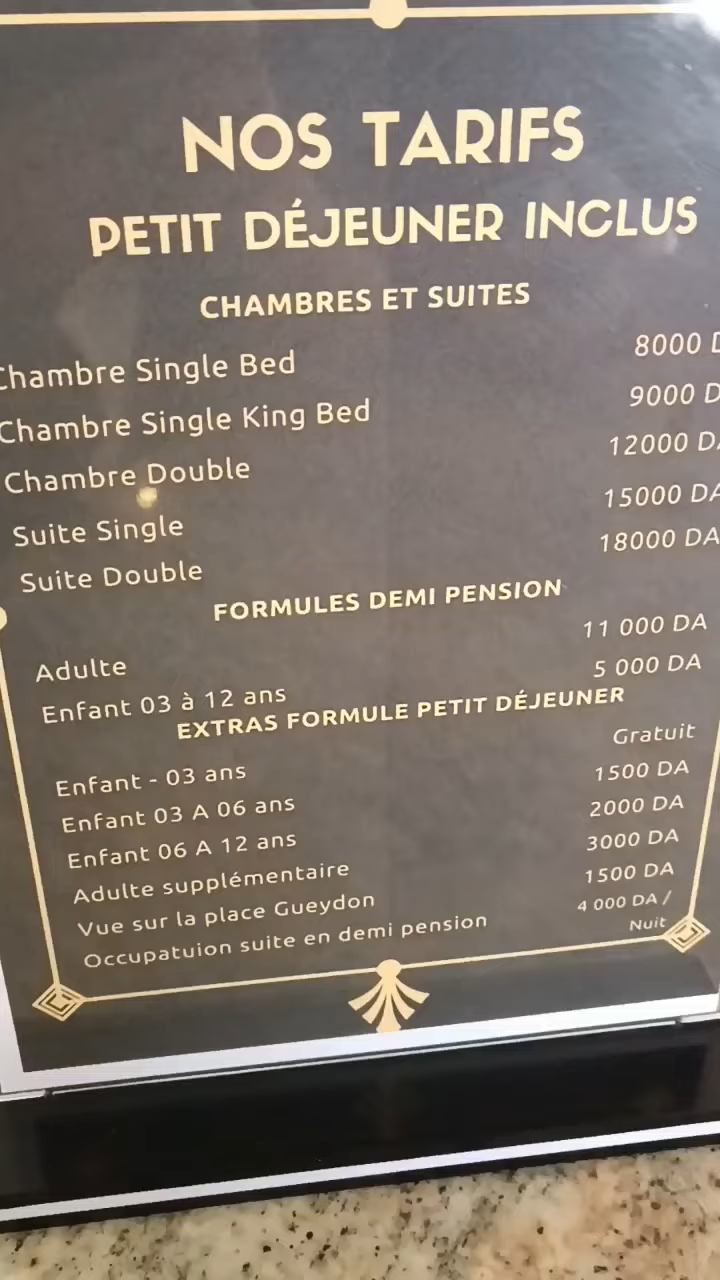 NOS TARIFS
PETIT DÉJEUNER INCLUS
CHAMBRES ET SUITES
Chambre Single Bed 8000 D
Chambre Single King Bed 9000 D
Chambre Double 12000 DA
Suite Single 15000 DA
Suite Double 18000 DA
FORMULES DEMI PENSION
Adulte 11 000 DA
Enfant 03 à 12 ans 5 000 DA
EXTRAS FORMULE PETIT DÉJEUNER
Enfant - 03 ans Gratuit
Enfant 03 A 06 ans 1500 DA
Enfant 06 A 12 ans 2000 DA
Adulte supplémentaire 3000 DA
Vue sur la place Gueydon 1500 DA
Occupatuion suite en demi pension 4 000 DA /
Nuit